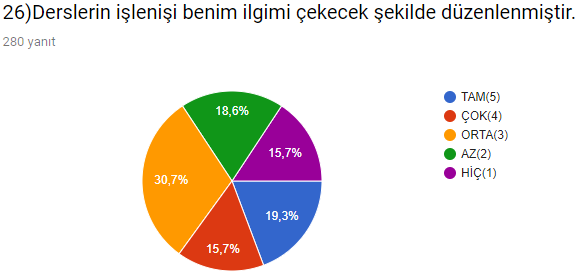 26)Derslerin işlenişi benim ilgimi çekecek şekilde düzenlenmiştir.
280 yanıt
TAM(5)
ÇOK(4)
ORTA(3)
AZ(2)
HİÇ(1)
18,6%
15,7%
30,7%
19,3%
15,7%